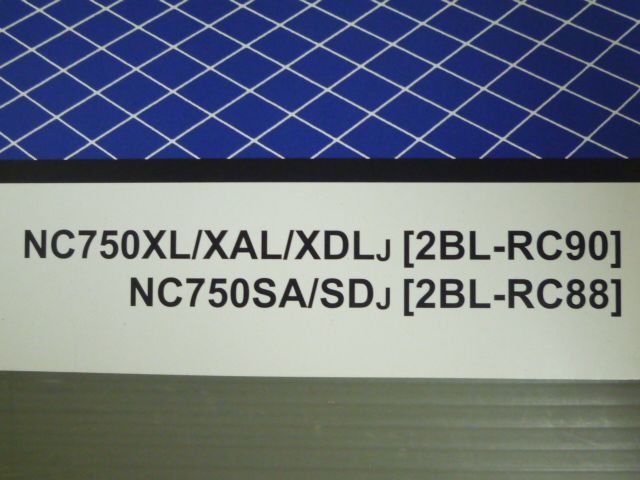 NC750XL/XAL/XDLJ [2BL-RC90]
NC750SA/SDJ [2BL-RC88]